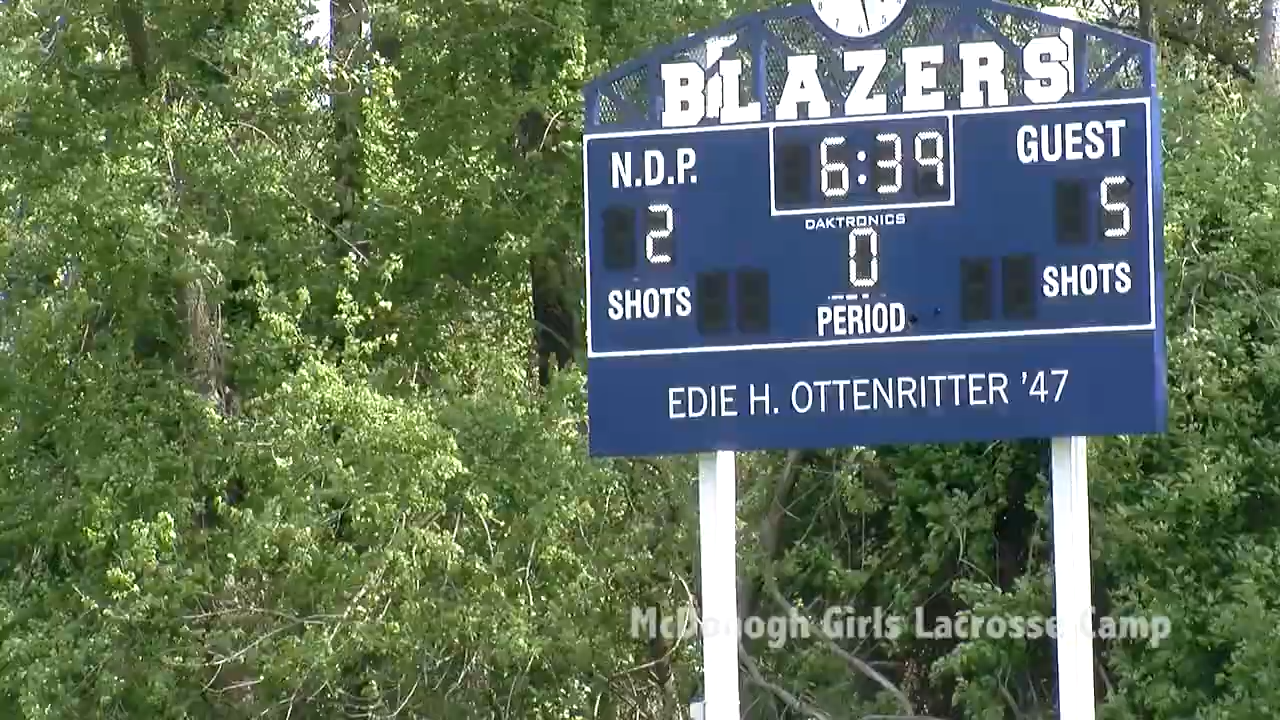 BLAZERS
N.D.P.
6:39
GUEST
2
DAKTRONICS
0
5
SHOTS
PERIOD
SHOTS
EDIE H. OTTENRITTER '47
McDonogh Girls Lacrosse Camp